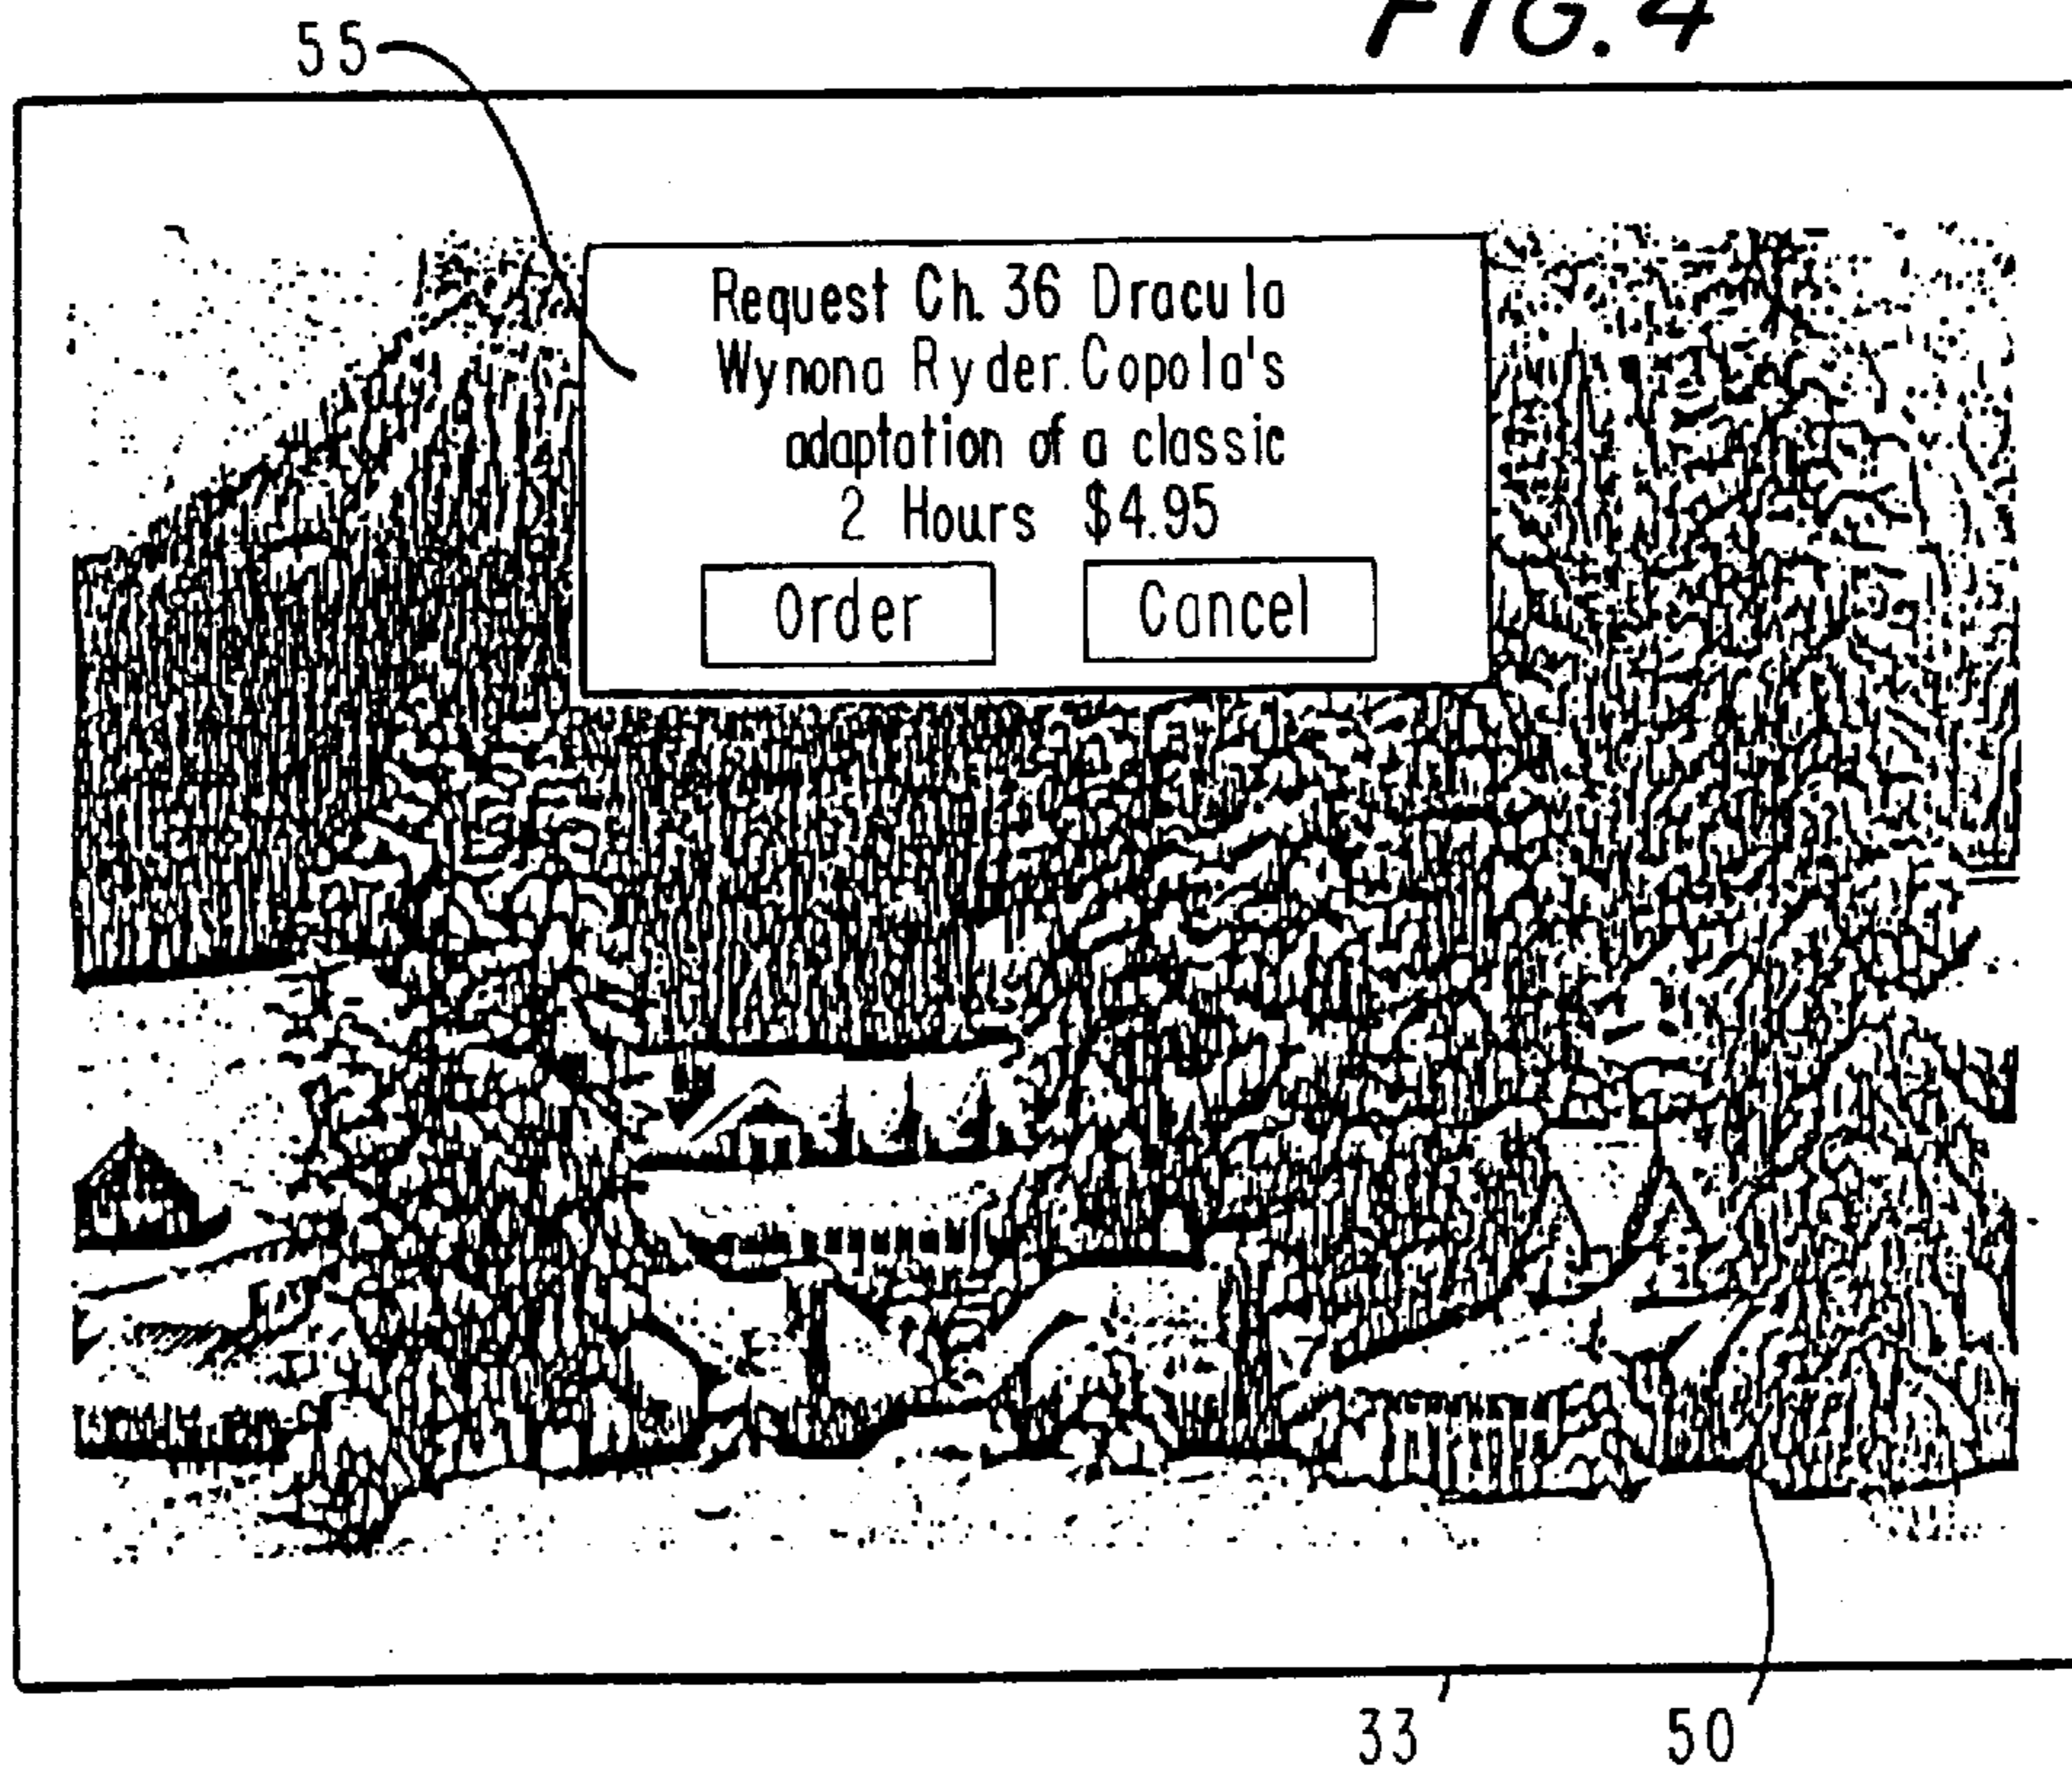 FIG. 4
55
Request Ch. 36 Dracula
Wynona Ryder. Copola's
adaptation of a classic
2 Hours $4.95
Order Cancel
33 50